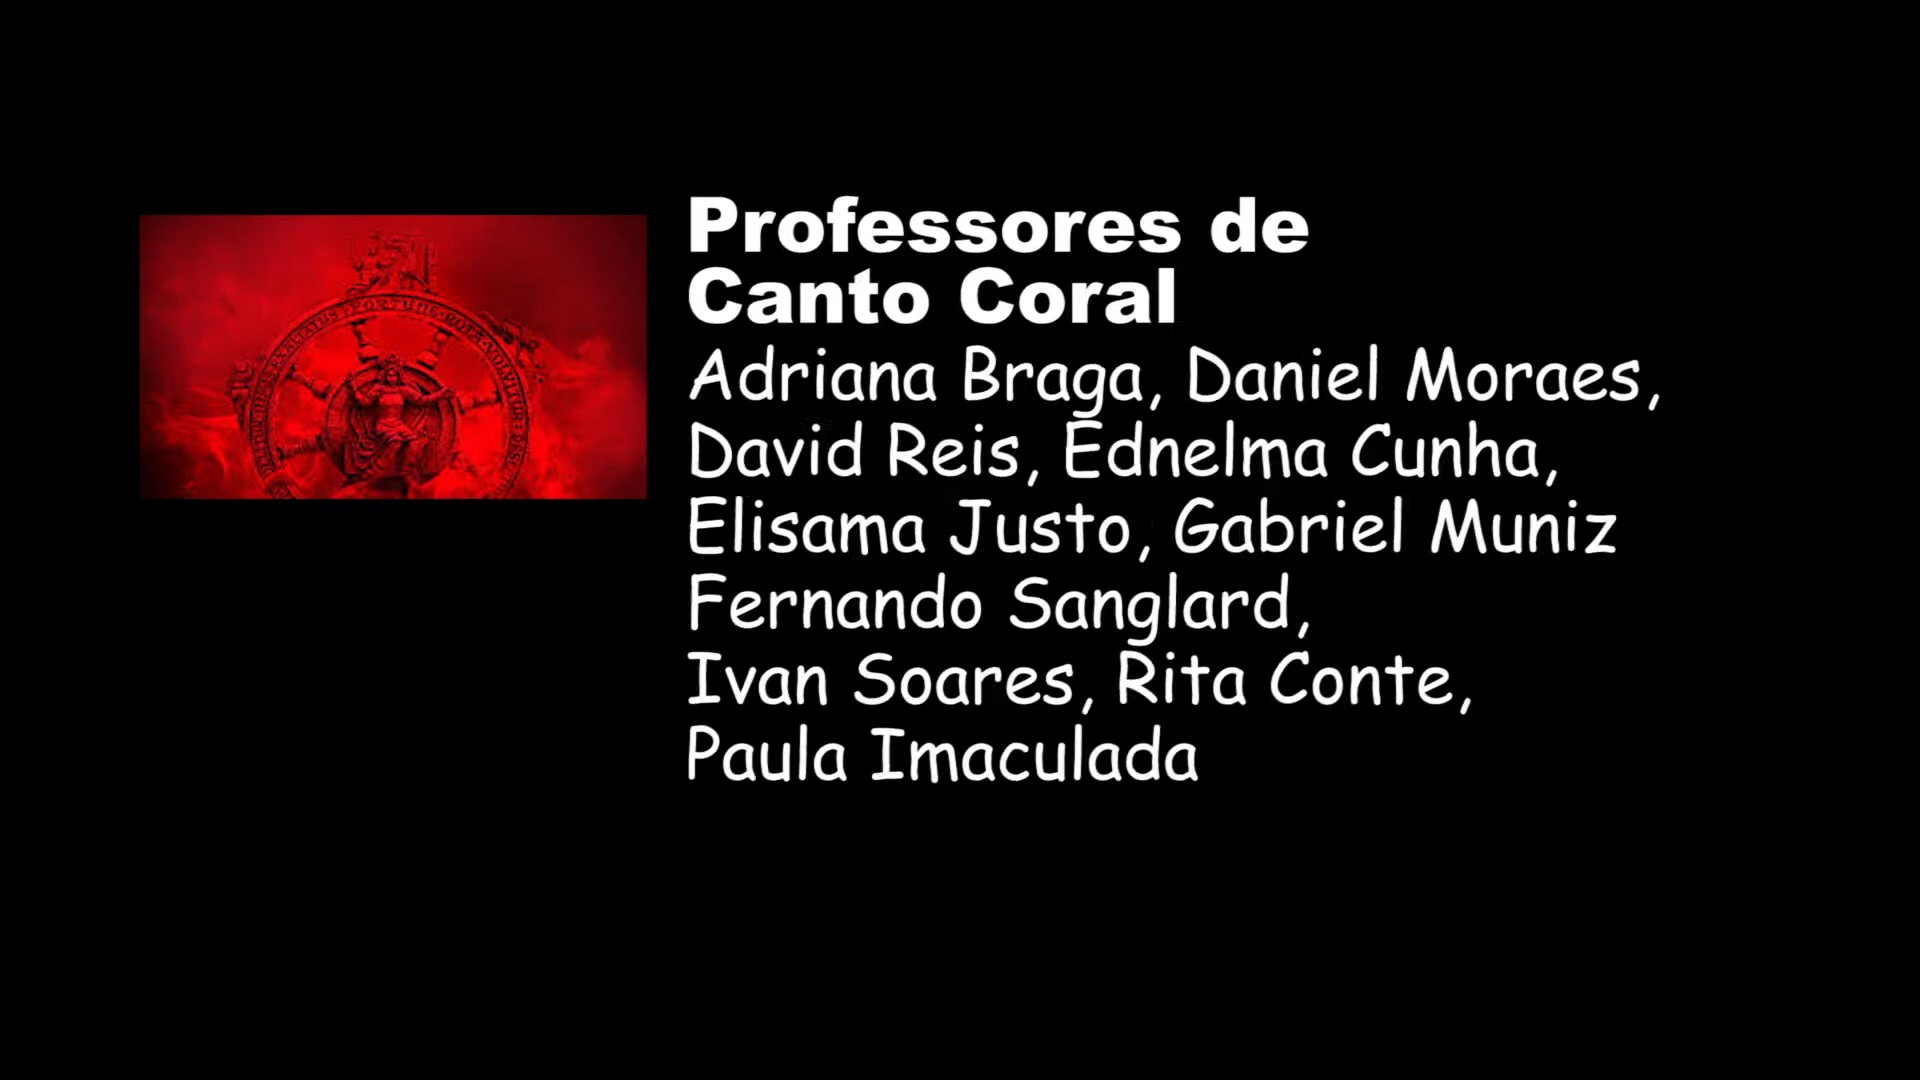 Professores de
Canto Coral
Adriana Braga, Daniel Moraes,
David Reis, Ednelma Cunha,
Elisama Justo, Gabriel Muniz
Fernando Sanglard,
Ivan Soares, Rita Conte,
Paula Imaculada